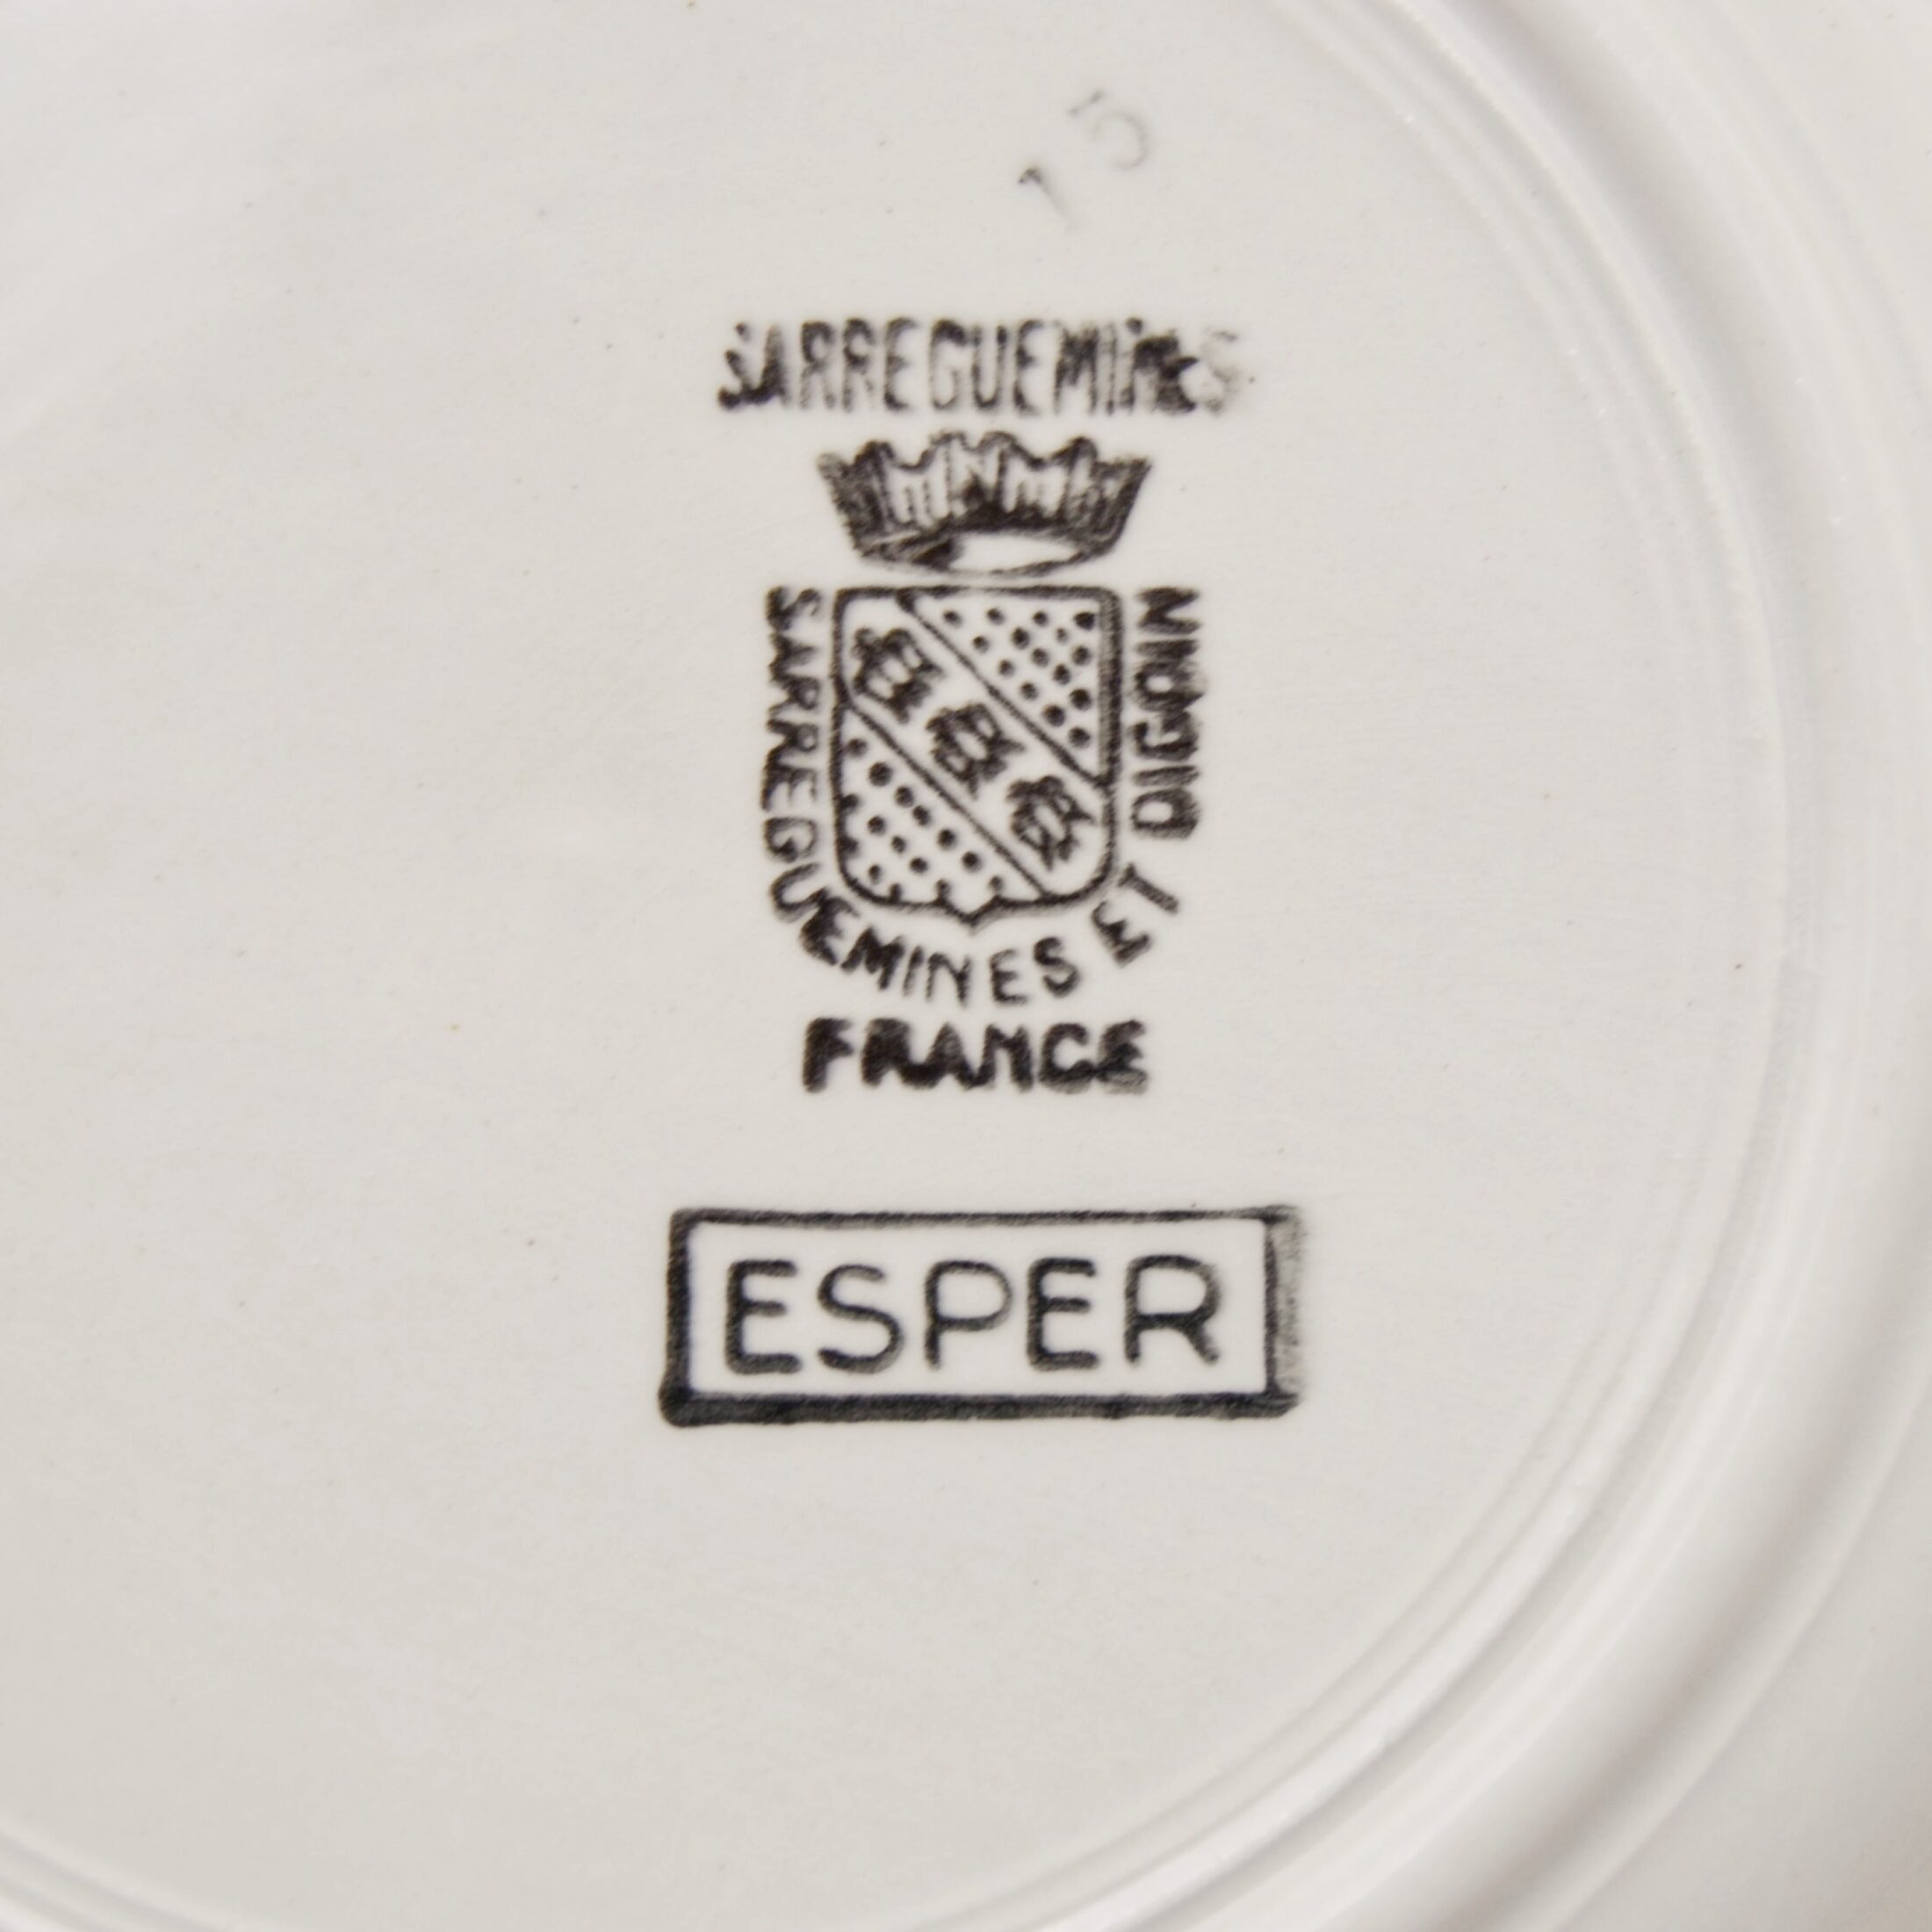 15
SARREGUEMINES
SARREGUEMINES ET DIGOIN
FRANCE
ESPER